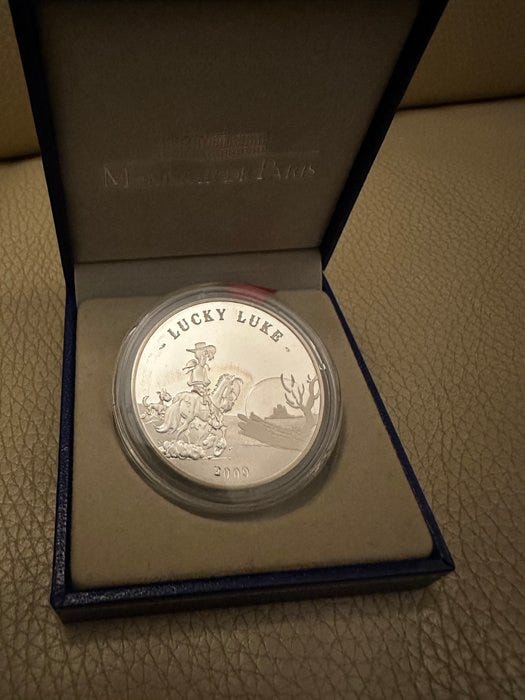 MONNAIE DE PARIS
- LUCKY LUKE -
2009